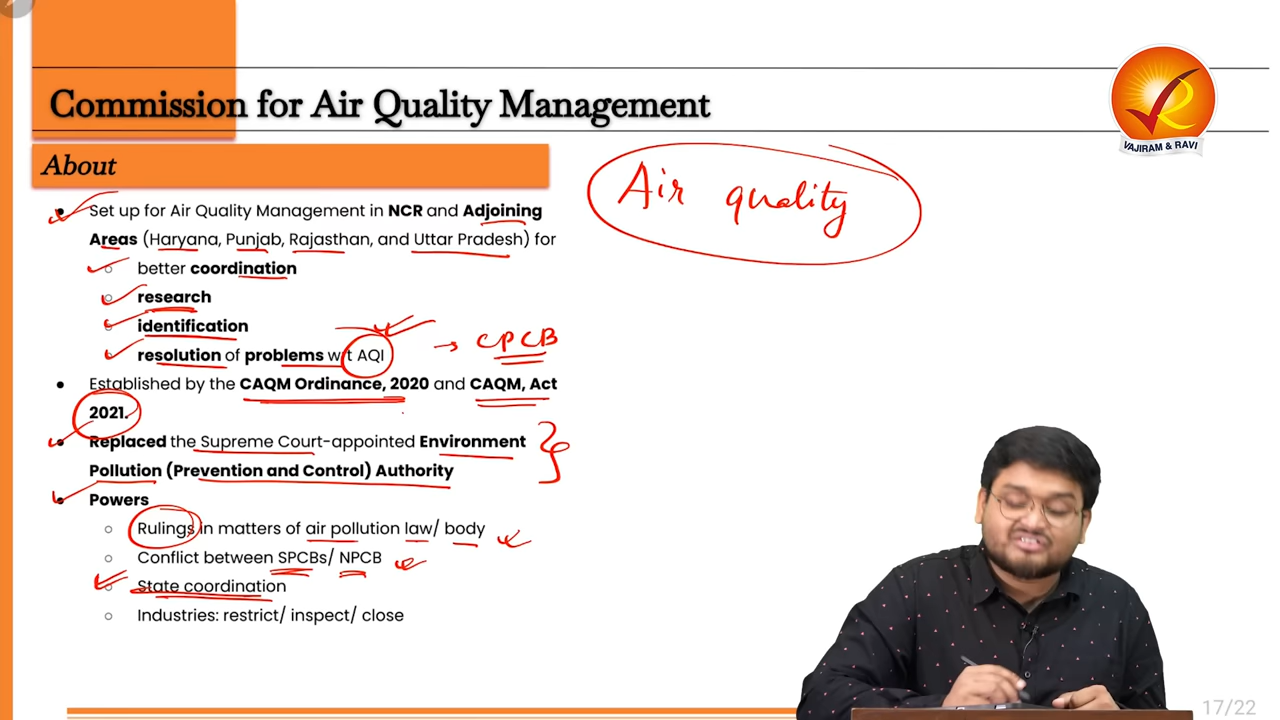 Commission for Air Quality Management
VAJIRAM & RAVI
About
Air quality
● Set up for Air Quality Management in NCR and Adjoining
Areas (Haryana, Punjab, Rajasthan, and Uttar Pradesh) for
○ better coordination
○ research
○ identification
○ resolution of problems wrt AQI → CPCB
● Established by the CAQM Ordinance, 2020 and CAQM, Act
2021.
● Replaced the Supreme Court-appointed Environment
Pollution (Prevention and Control) Authority
● Powers
○ Rulings in matters of air pollution law/ body
○ Conflict between SPCBs/ NPCB
○ State coordination
○ Industries: restrict/ inspect/ close
17/22